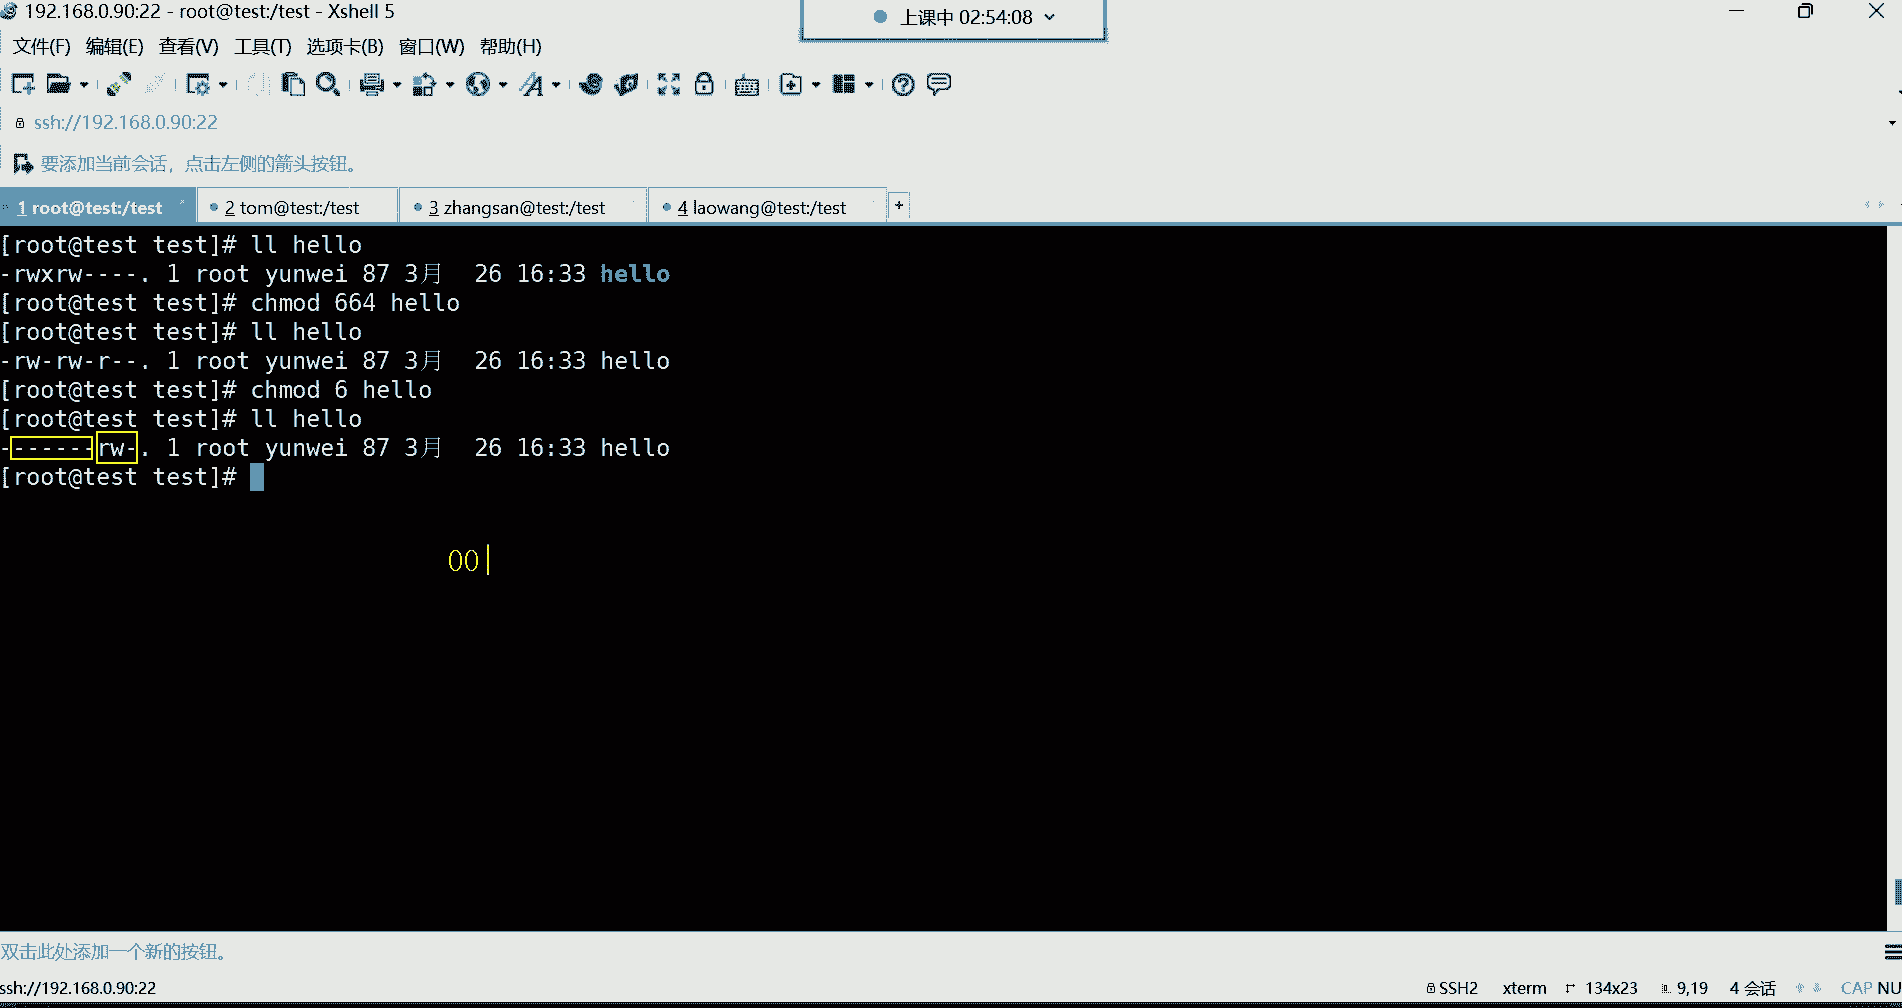 192.168.0.90:22 - root@test:/test - Xshell 5
上课中 02:54:08
文件(F) 编辑(E) 查看(V) 工具(T) 选项卡(B) 窗口(W) 帮助(H)
ssh://192.168.0.90:22
要添加当前会话，点击左侧的箭头按钮。
1 root@test:/test 2 tom@test:/test 3 zhangsan@test:/test 4 laowang@test:/test +
[root@test test]# ll hello
-rwxrw----. 1 root yunwei 87 3月  26 16:33 hello
[root@test test]# chmod 664 hello
[root@test test]# ll hello
-rw-rw-r--. 1 root yunwei 87 3月  26 16:33 hello
[root@test test]# chmod 6 hello
[root@test test]# ll hello
-------rw-. 1 root yunwei 87 3月  26 16:33 hello
[root@test test]#
00
双击此处添加一个新的按钮。
ssh://192.168.0.90:22 SSH2 xterm 134x23 9,19 4 会话 CAP NU